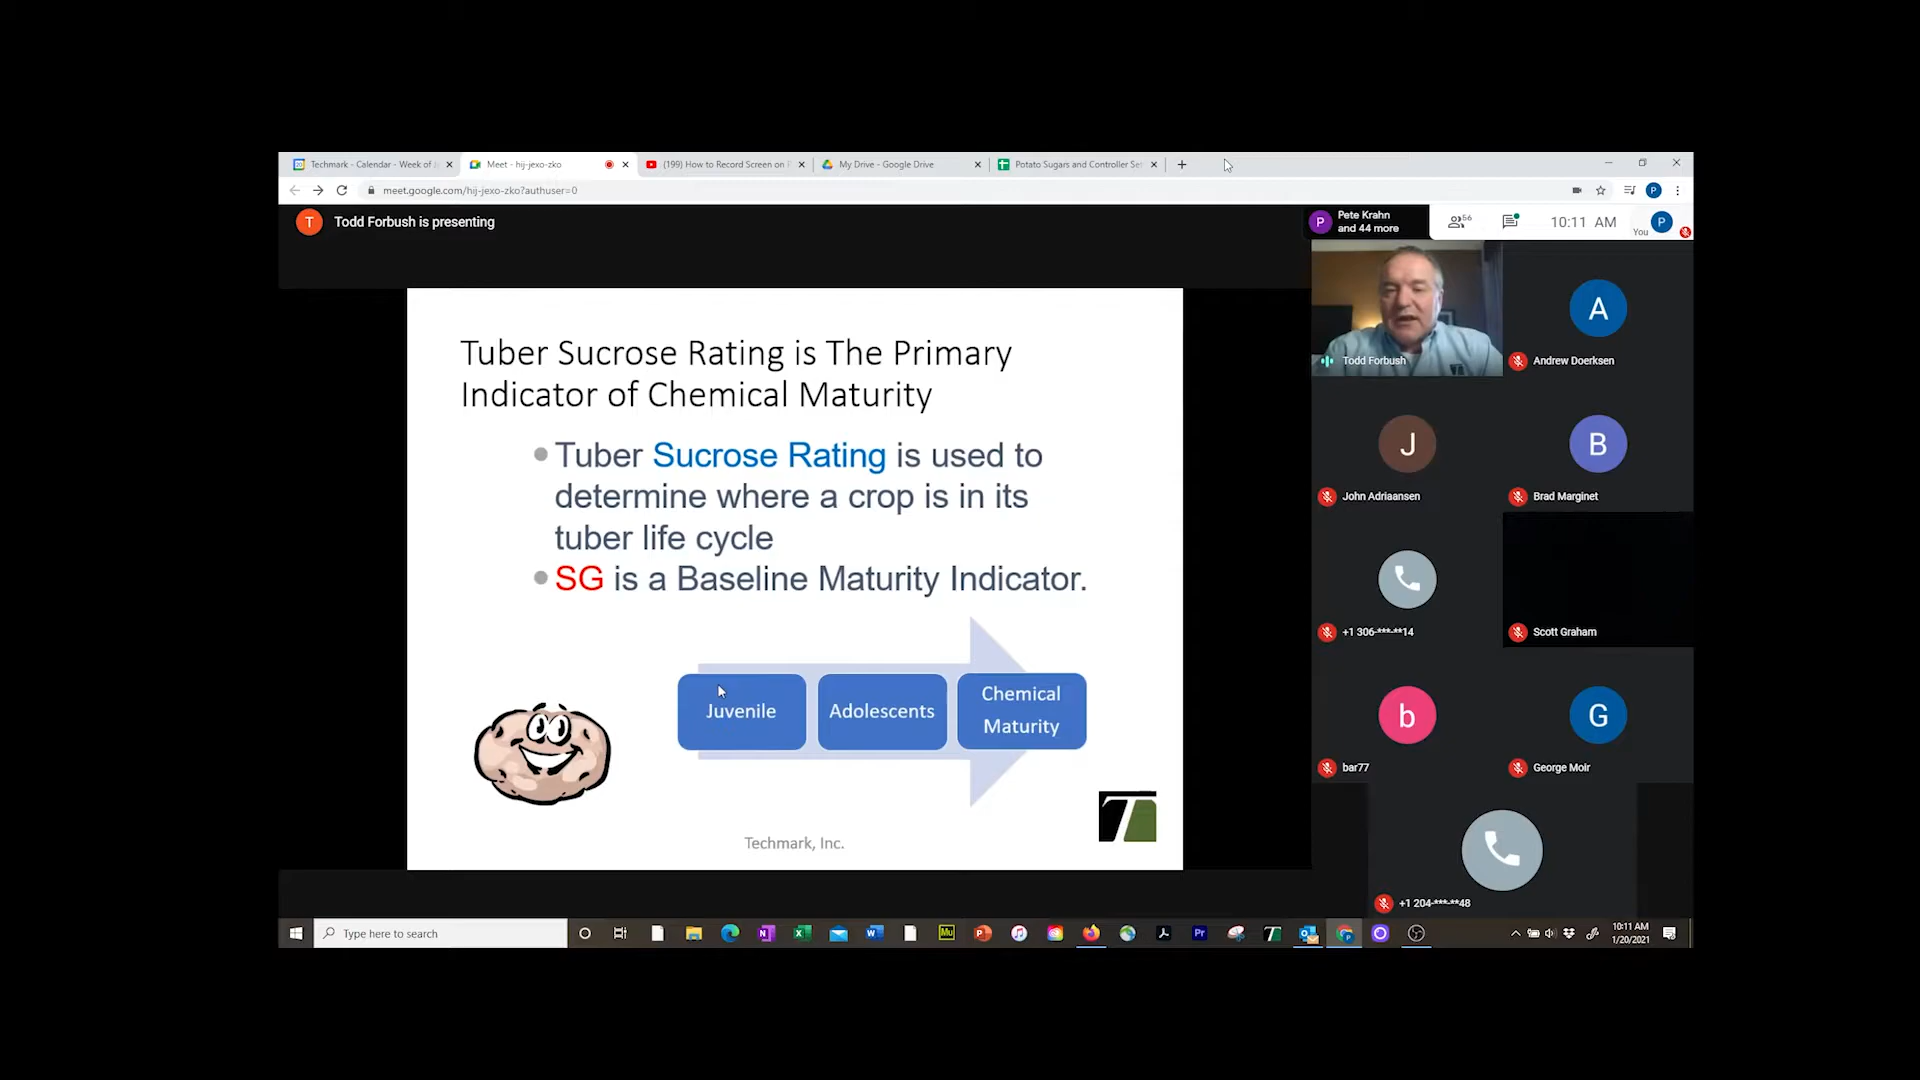 Techmark - Calendar - Week of
Meet - hij-jexo-zko
(199) How to Record Screen on
My Drive - Google Drive
Potato Sugars and Controller Se
meet.google.com/hij-jexo-zko?authuser=0
T
Todd Forbush is presenting
P
Pete Krahn
and 44 more
56
10:11 AM
You
P
Tuber Sucrose Rating is The Primary
Indicator of Chemical Maturity
Tuber Sucrose Rating is used to
determine where a crop is in its
tuber life cycle
SG is a Baseline Maturity Indicator.
Juvenile
Adolescents
Chemical
Maturity
Techmark, Inc.
T
Todd Forbush
A
Andrew Doerksen
J
John Adriaansen
B
Brad Marginet
+1 306-***-**14
Scott Graham
b
bar77
G
George Moir
+1 204-***-**48
Type here to search
10:11 AM
1/20/2021